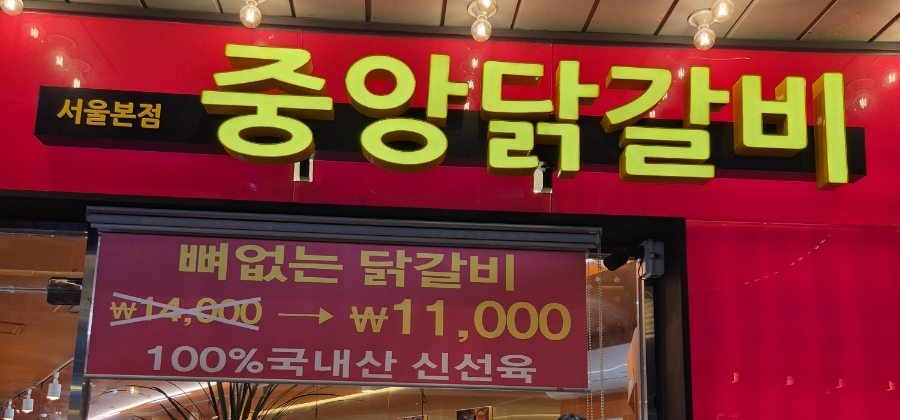 서울본점 중앙닭갈비
뼈없는 닭갈비
₩14,000 → ₩11,000
100%국내산 신선육